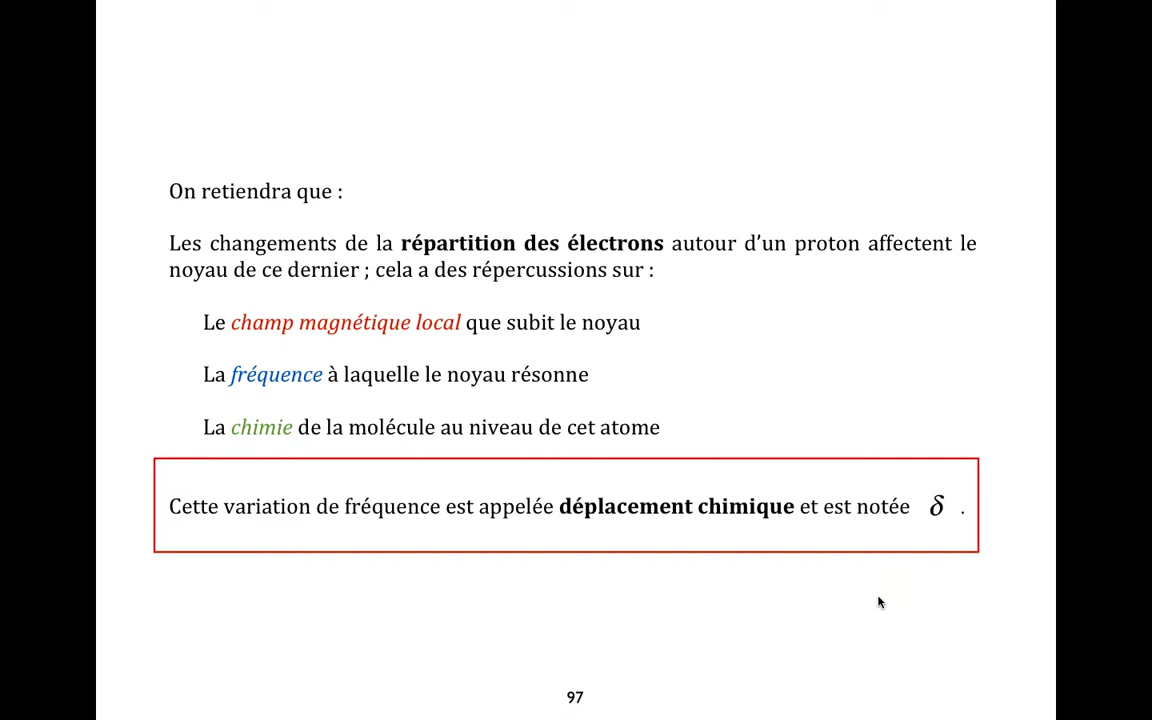 On retiendra que :
Les changements de la répartition des électrons autour d’un proton affectent le
noyau de ce dernier ; cela a des répercussions sur :
Le champ magnétique local que subit le noyau
La fréquence à laquelle le noyau résonne
La chimie de la molécule au niveau de cet atome
Cette variation de fréquence est appelée déplacement chimique et est notée δ .
97